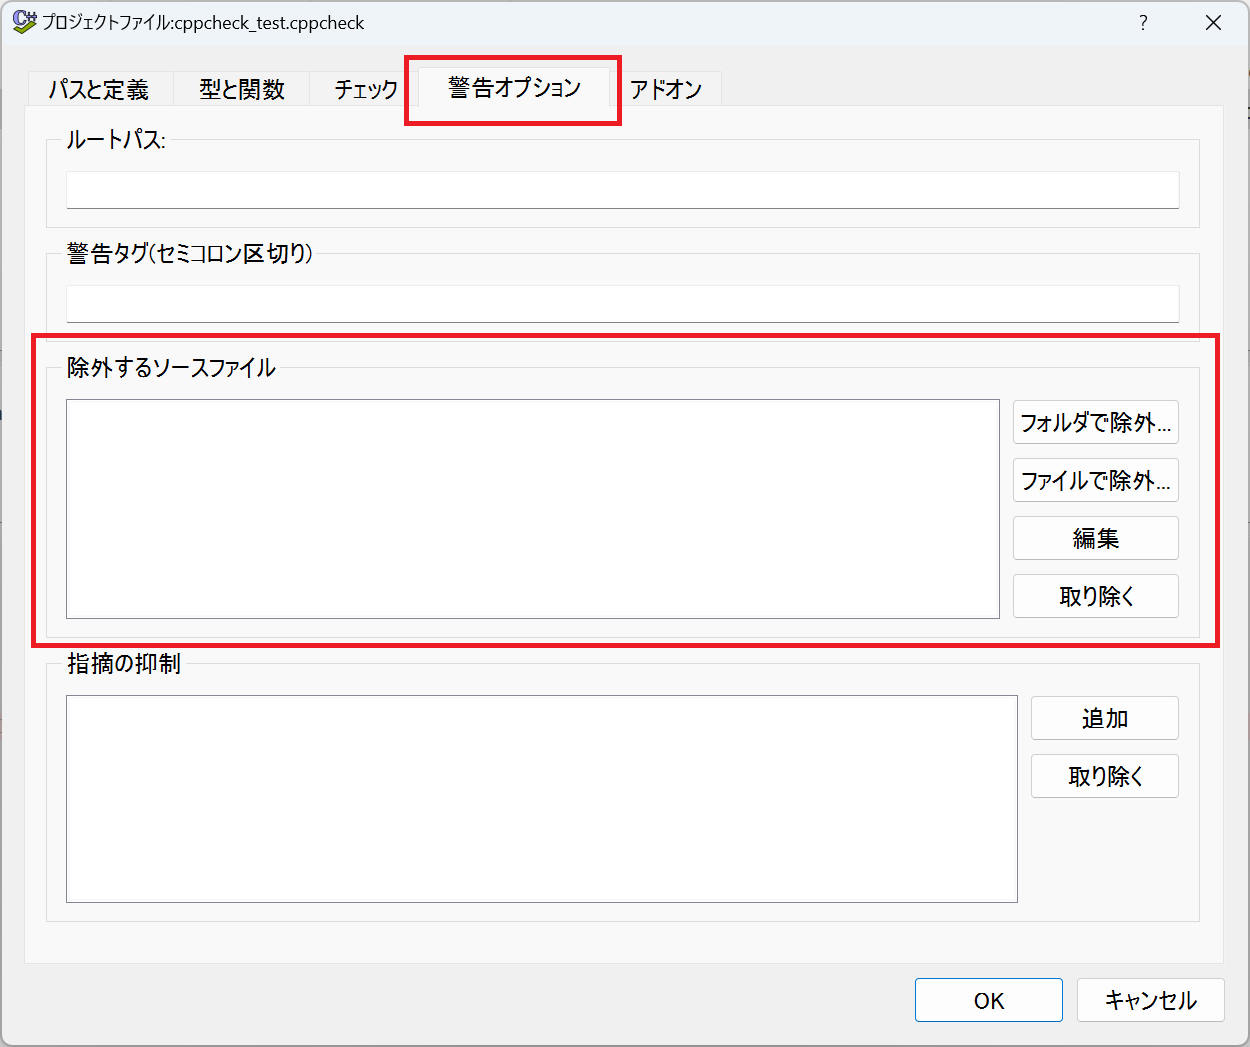 プロジェクトファイル:cppcheck_test.cppcheck
パスと定義 型と関数 チェック 警告オプション アドオン
ルートパス:
警告タグ(セミコロン区切り)
除外するソースファイル
フォルダで除外...
ファイルで除外...
編集
取り除く
指摘の抑制
追加
取り除く
OK キャンセル